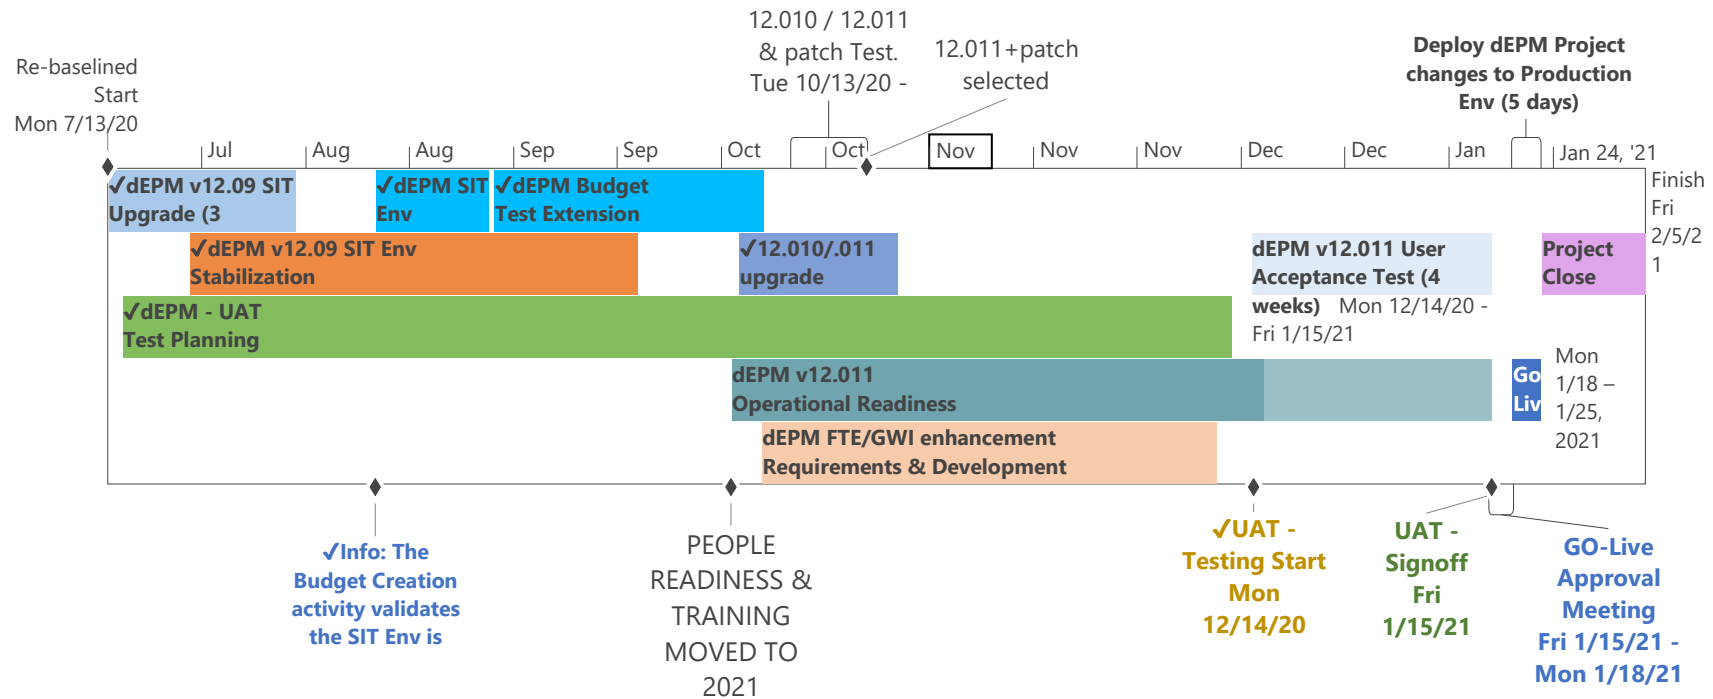 12.010 / 12.011
& patch Test.
Tue 10/13/20 -
12.011+patch
selected
Deploy dEPM Project
changes to Production
Env (5 days)
Re-baselined
Start
Mon 7/13/20
Jul
Aug
Aug
Sep
Sep
Oct
Oct
Nov
Nov
Nov
Dec
Dec
Jan
Jan 24, '21
✓dEPM v12.09 SIT
Upgrade (3
✓dEPM SIT
Env
✓dEPM Budget
Test Extension
Finish
Fri
2/5/2
1
✓dEPM v12.09 SIT Env
Stabilization
✓12.010/.011
upgrade
dEPM v12.011 User
Acceptance Test (4
weeks) Mon 12/14/20 -
Fri 1/15/21
Project
Close
✓dEPM - UAT
Test Planning
dEPM v12.011
Operational Readiness
Go
Liv
Mon
1/18 –
1/25,
2021
dEPM FTE/GWI enhancement
Requirements & Development
✓Info: The
Budget Creation
activity validates
the SIT Env is
PEOPLE
READINESS &
TRAINING
MOVED TO
2021
✓UAT -
Testing Start
Mon
12/14/20
UAT -
Signoff
Fri
1/15/21
GO-Live
Approval
Meeting
Fri 1/15/21 -
Mon 1/18/21